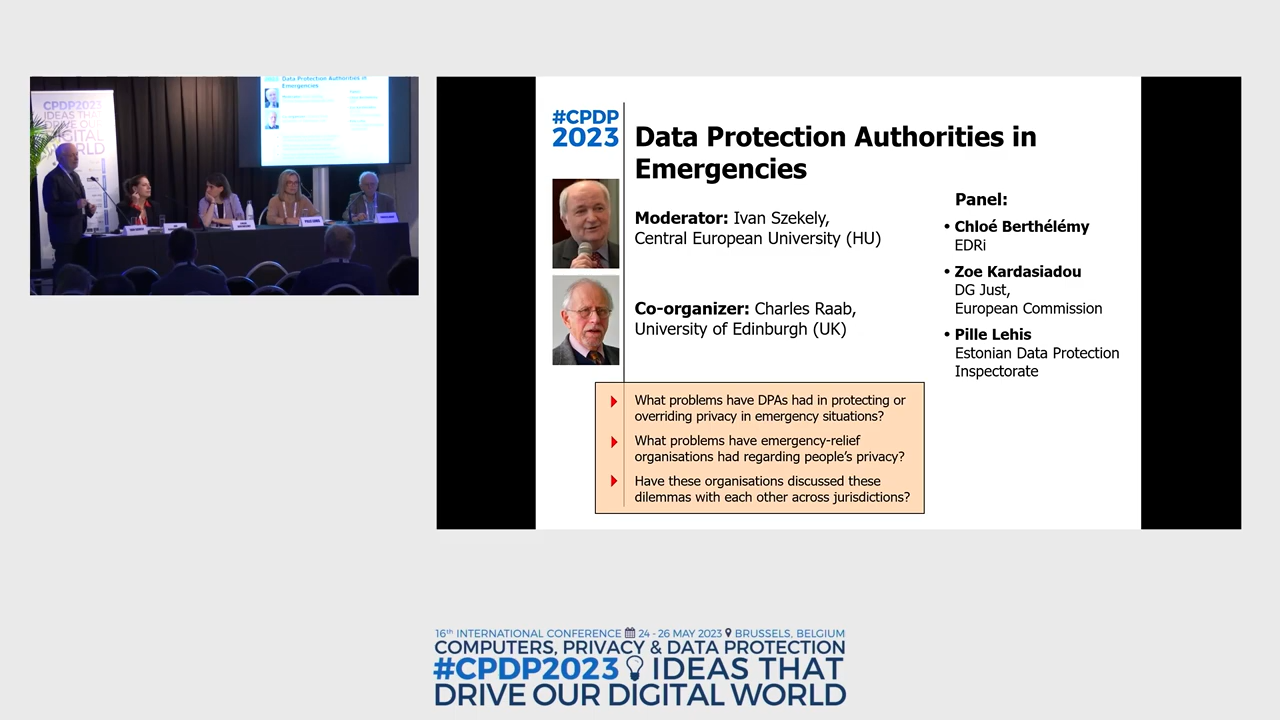 CPDP2023
IDEAS THAT
DRIVE OUR
DIGITAL
WORLD
Data Protection Authorities in
Emergencies
#CPDP
2023
Data Protection Authorities in
Emergencies
Moderator: Ivan Szekely,
Central European University (HU)
Co-organizer: Charles Raab,
University of Edinburgh (UK)
Panel:
• Chloé Berthélémy
EDRi
• Zoe Kardasiadou
DG Just,
European Commission
• Pille Lehis
Estonian Data Protection
Inspectorate
What problems have DPAs had in protecting or
overriding privacy in emergency situations?
What problems have emergency-relief
organisations had regarding people's privacy?
Have these organisations discussed these
dilemmas with each other across jurisdictions?
16th INTERNATIONAL CONFERENCE 24 - 26 MAY 2023 BRUSSELS, BELGIUM
COMPUTERS, PRIVACY & DATA PROTECTION
#CPDP2023 IDEAS THAT
DRIVE OUR DIGITAL WORLD